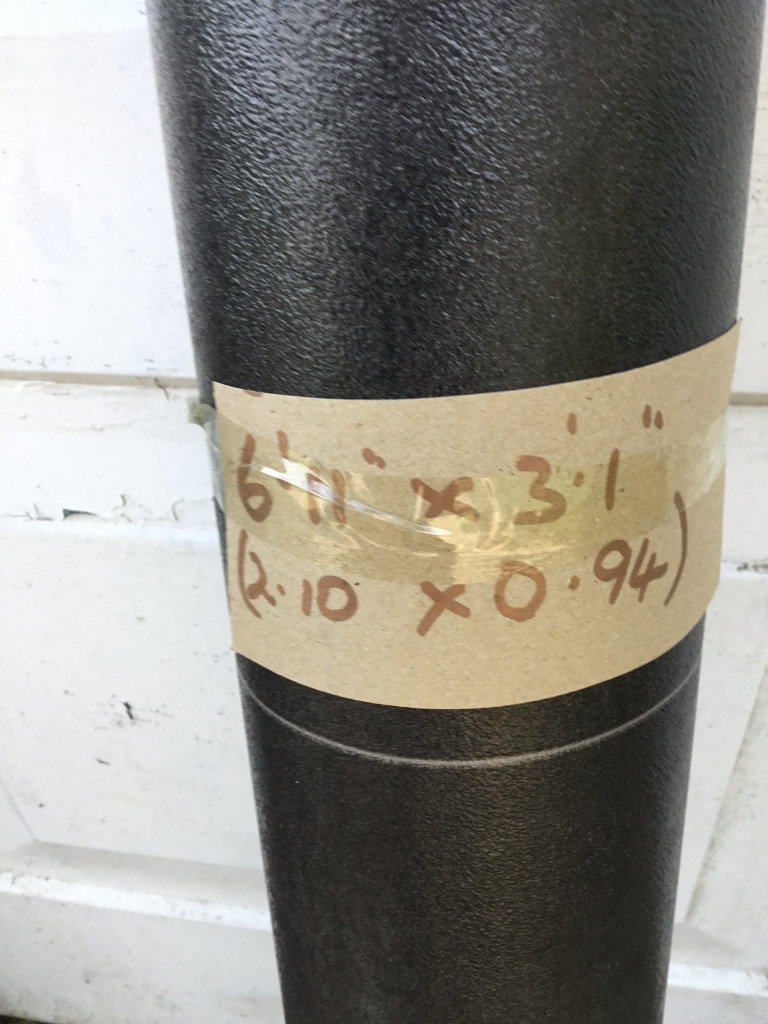 6'11" x 3'.1"
(2.10 x 0.94)